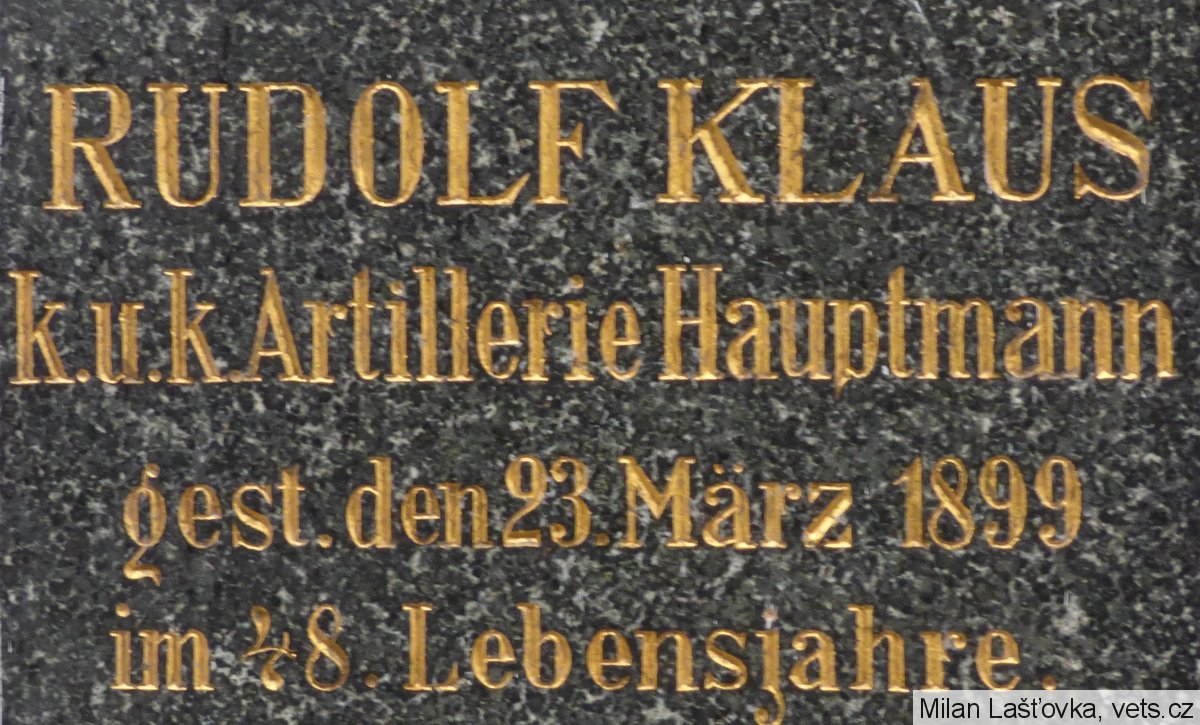 RUDOLF KLAUS
k.u.k. Artillerie Hauptmann
gest. den 23. März 1899
im 48. Lebensjahre.
Milan Lašťovka, vets.cz